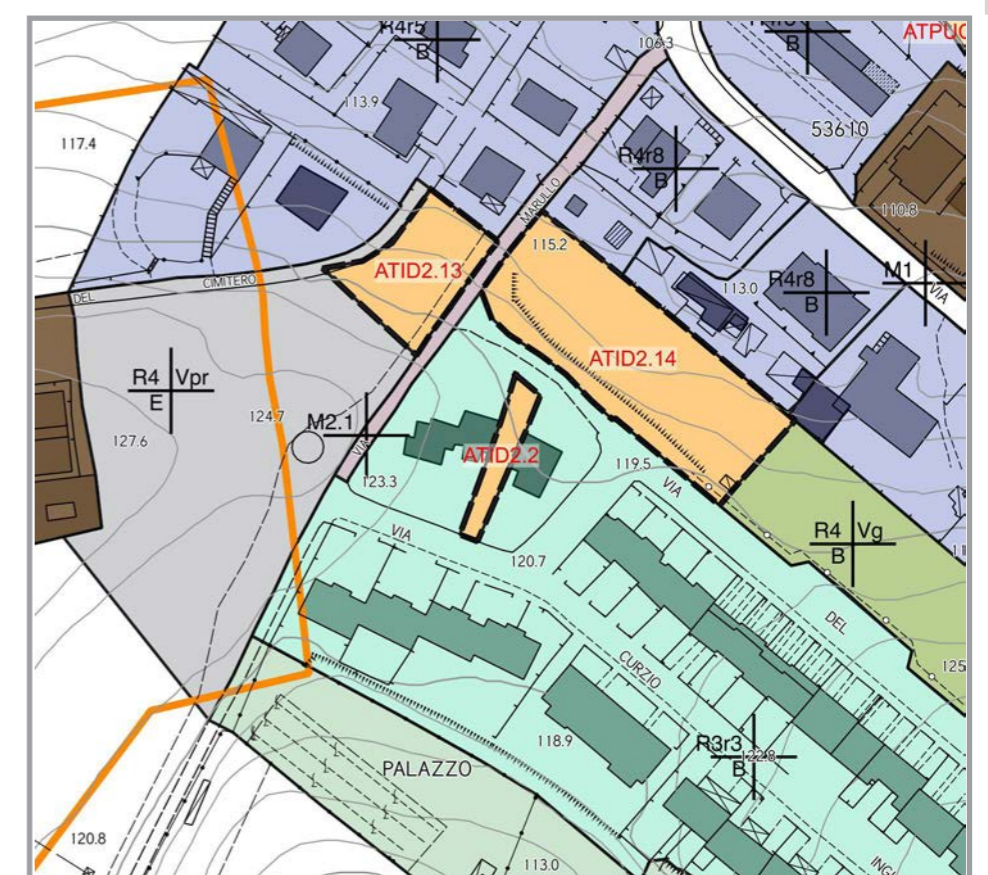 R4r5
B
106.3
B
ATPUC
113.9
53610
117.4
R4r8
B
MARULLO
110.8
115.2
ATID2.13
CIMITERO
DEL
113.0
R4r8
B
M1
VIA
ATID2.14
R4 Vpr
E
124.7
M2.1
127.6
VIA
ATID2.2
119.5
123.3
VIA
VIA
R4 Vg
B
120.7
DEL
CURZIO
125
118.9
R3r3
122.8
B
PALAZZO
120.8
113.0